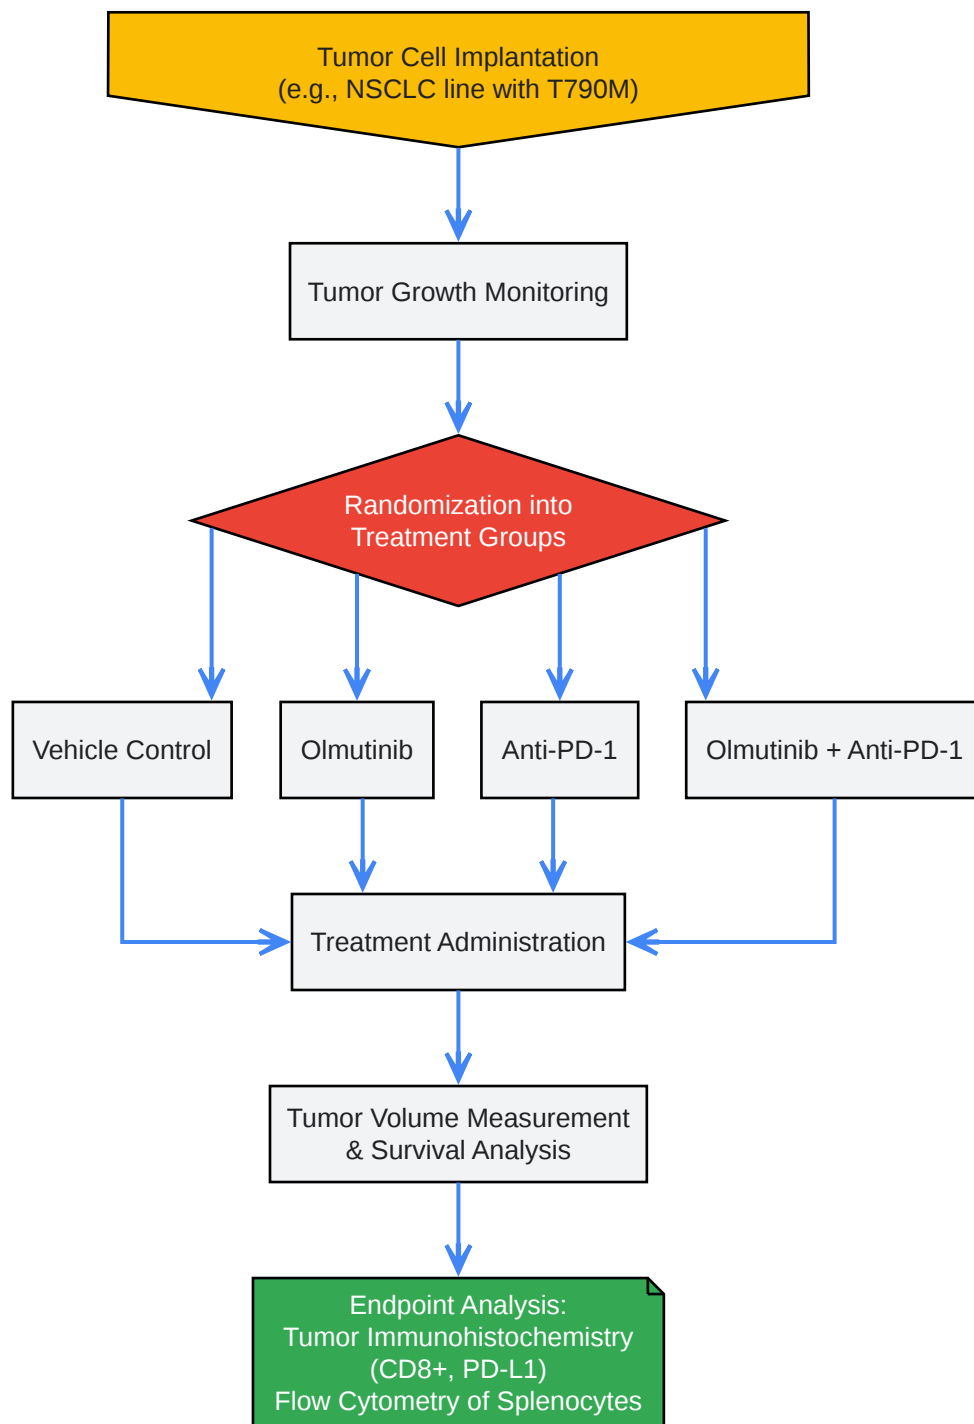 Tumor Cell Implantation
(e.g., NSCLC line with T790M)
Tumor Growth Monitoring
Randomization into
Treatment Groups
Vehicle Control
Olmutinib
Anti-PD-1
Olmutinib + Anti-PD-1
Treatment Administration
Tumor Volume Measurement
& Survival Analysis
Endpoint Analysis:
Tumor Immunohistochemistry
(CD8+, PD-L1)
Flow Cytometry of Splenocytes